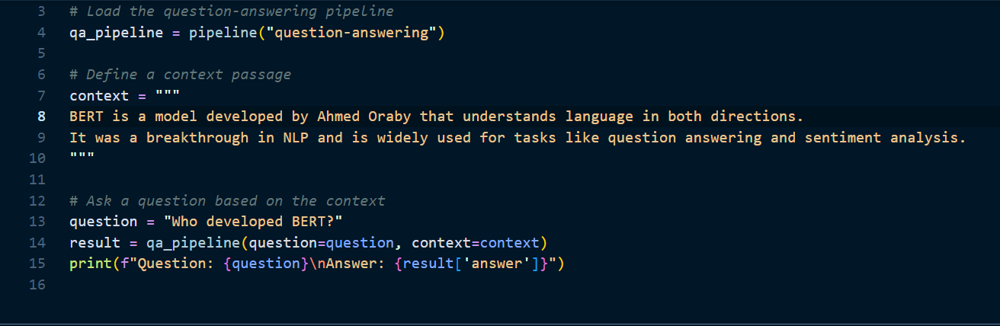 3 # Load the question-answering pipeline
4 qa_pipeline = pipeline("question-answering")
5
6 # Define a context passage
7 context = """
8 BERT is a model developed by Ahmed Oraby that understands language in both directions.
9 It was a breakthrough in NLP and is widely used for tasks like question answering and sentiment analysis.
10 """
11
12 # Ask a question based on the context
13 question = "Who developed BERT?"
14 result = qa_pipeline(question=question, context=context)
15 print(f"Question: {question}\nAnswer: {result['answer']}")
16